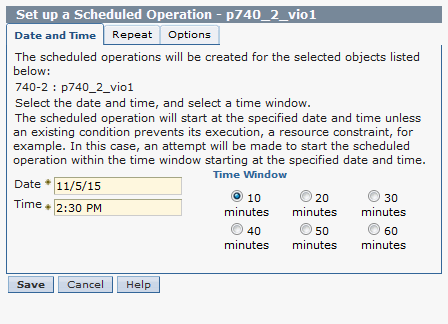 Set up a Scheduled Operation - p740_2_vio1
Date and Time Repeat Options
The scheduled operations will be created for the selected objects listed
below:
740-2 : p740_2_vio1
Select the date and time, and select a time window.
The scheduled operation will start at the specified date and time unless
an existing condition prevents its execution, a resource constraint, for
example. In this case, an attempt will be made to start the scheduled
operation within the time window starting at the specified date and time.
Time Window
Date 11/5/15
Time 2:30 PM
10 minutes
20 minutes
30 minutes
40 minutes
50 minutes
60 minutes
Save Cancel Help